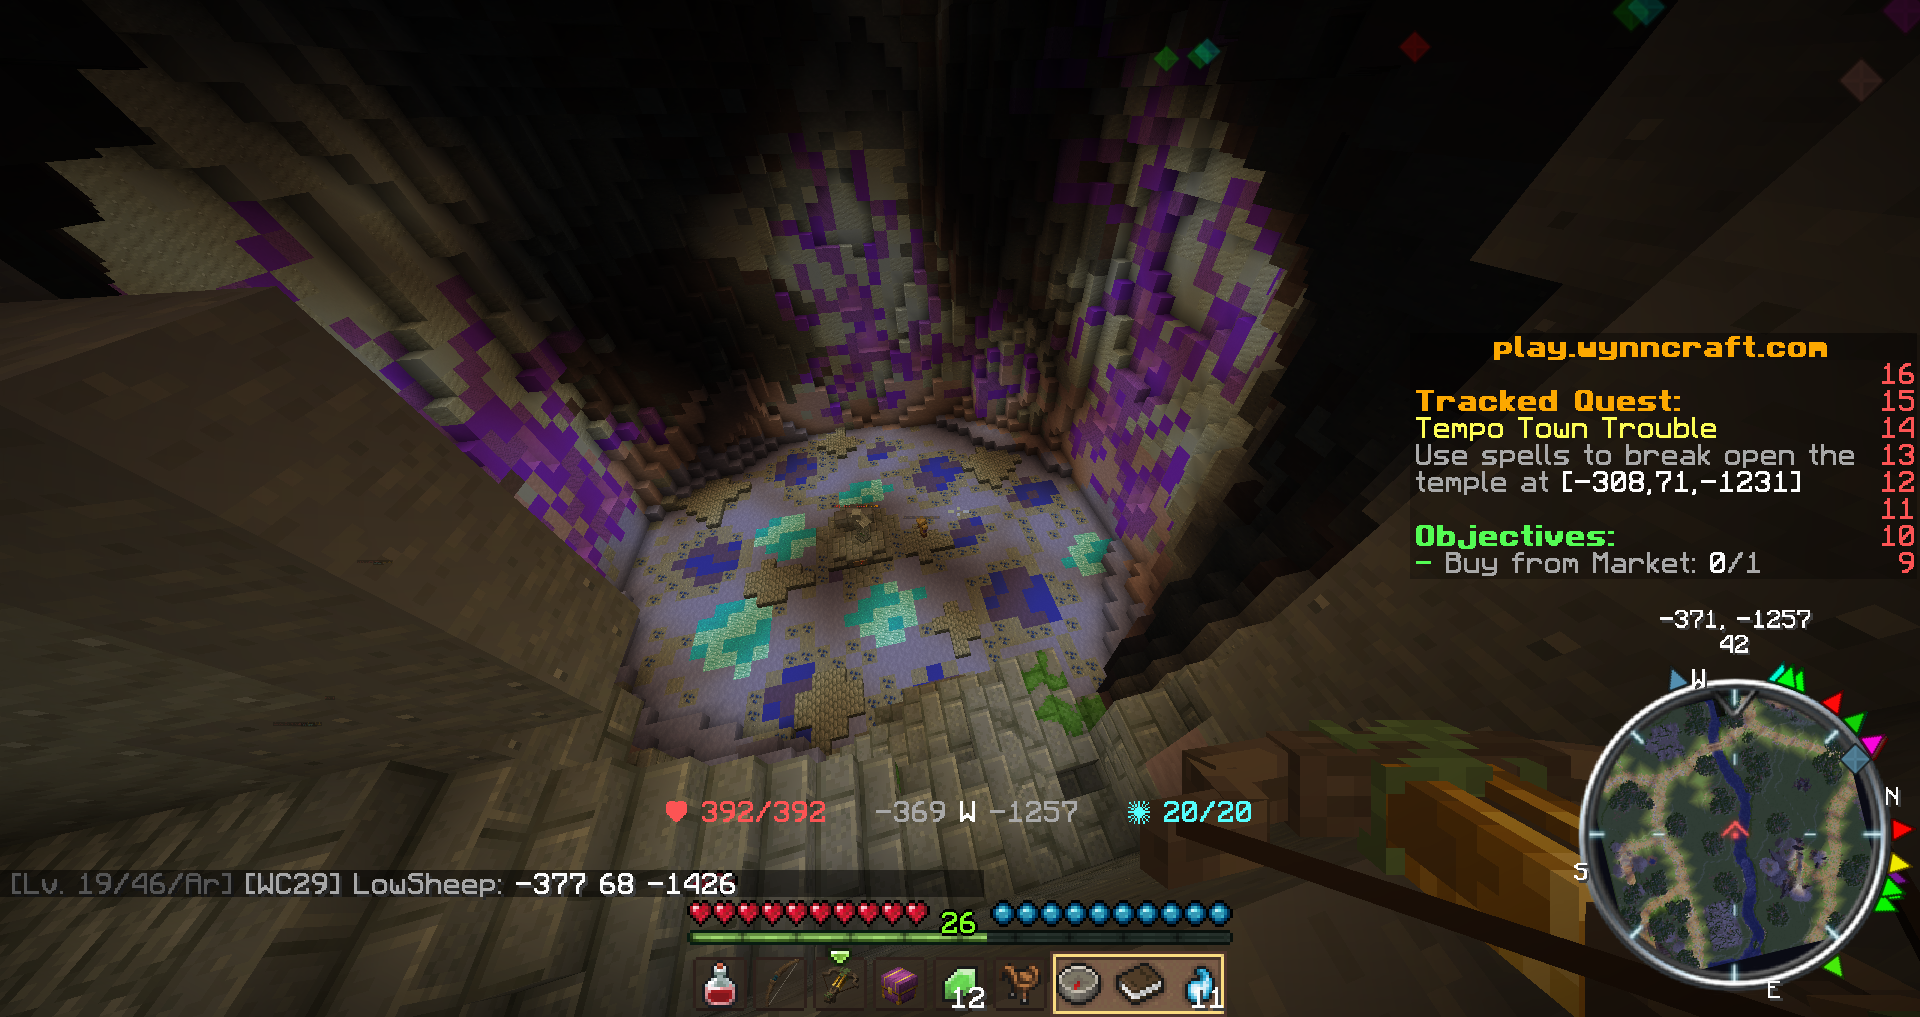 play.wynncraft.com
16
Tracked Quest: 15
Tempo Town Trouble 14
Use spells to break open the 13
temple at [-308,71,-1231] 12
11
Objectives: 10
- Buy from Market: 0/1 9
-371, -1257
42
W
N
S
E
392/392 -369 W -1257 20/20
[Lv. 19/46/Ar] [WC29] LowSheep: -377 68 -1426
26
12
11